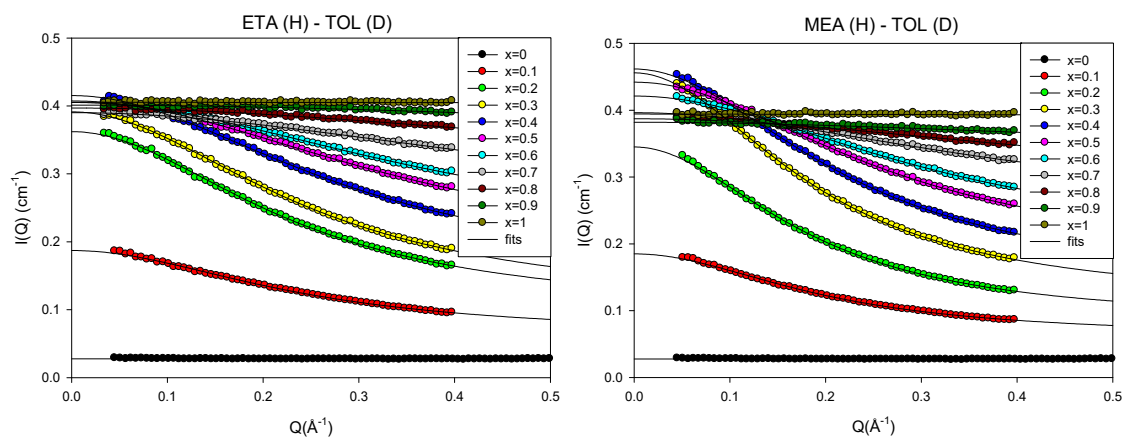 ETA (H) - TOL (D)
I(Q) (cm-1)
0.5
0.4
0.3
0.2
0.1
0.0
0.0 0.1 0.2 0.3 0.4 0.5
Q(Å-1)
x=0
x=0.1
x=0.2
x=0.3
x=0.4
x=0.5
x=0.6
x=0.7
x=0.8
x=0.9
x=1
fits
MEA (H) - TOL (D)
I(Q) (cm-1)
0.5
0.4
0.3
0.2
0.1
0.0
0.0 0.1 0.2 0.3 0.4 0.5
Q(Å-1)
x=0
x=0.1
x=0.2
x=0.3
x=0.4
x=0.5
x=0.6
x=0.7
x=0.8
x=0.9
x=1
fits